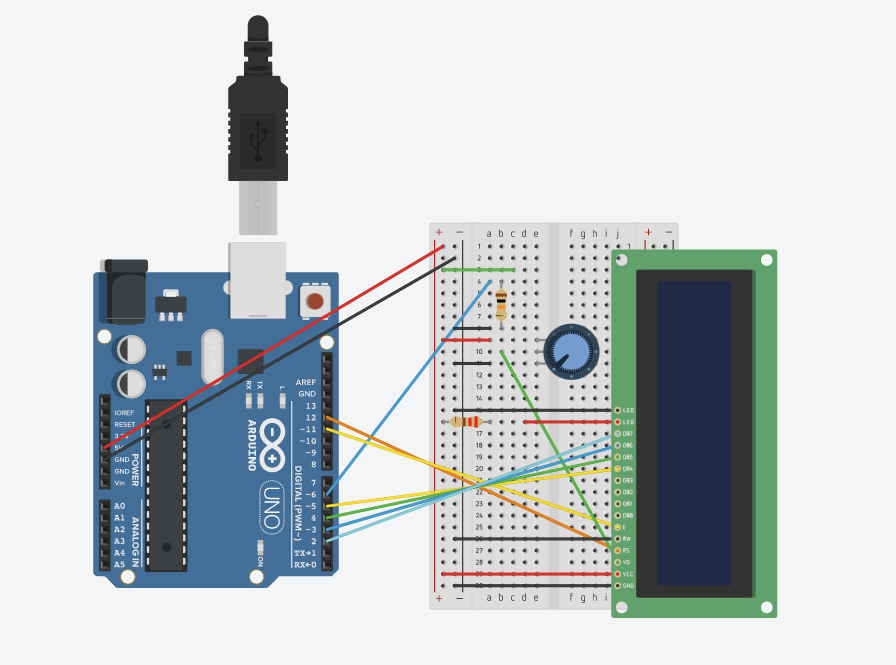 + − a b c d e f g h i j + −
1 1
2
3
4
5
6
7
8
9
10
11
12
13
14
15
16
17
18
19
20
21
22
23
24
25
26
27
28
29
30
+ − a b c d e f g h i
AREF
GND
13
12
~11
~10
~9
8
7
~6
~5
4
~3
2
TX→1
RX←0
DIGITAL (PWM~)
RX
TX
L
ARDUINO
UNO
ON
IOREF
RESET
3.3V
5V
GND
GND
Vin
POWER
A0
A1
A2
A3
A4
A5
ANALOG IN
LED
LED
DB7
DB6
DB5
DB4
DB3
DB2
DB1
DB0
E
RW
RS
VO
VCC
GND